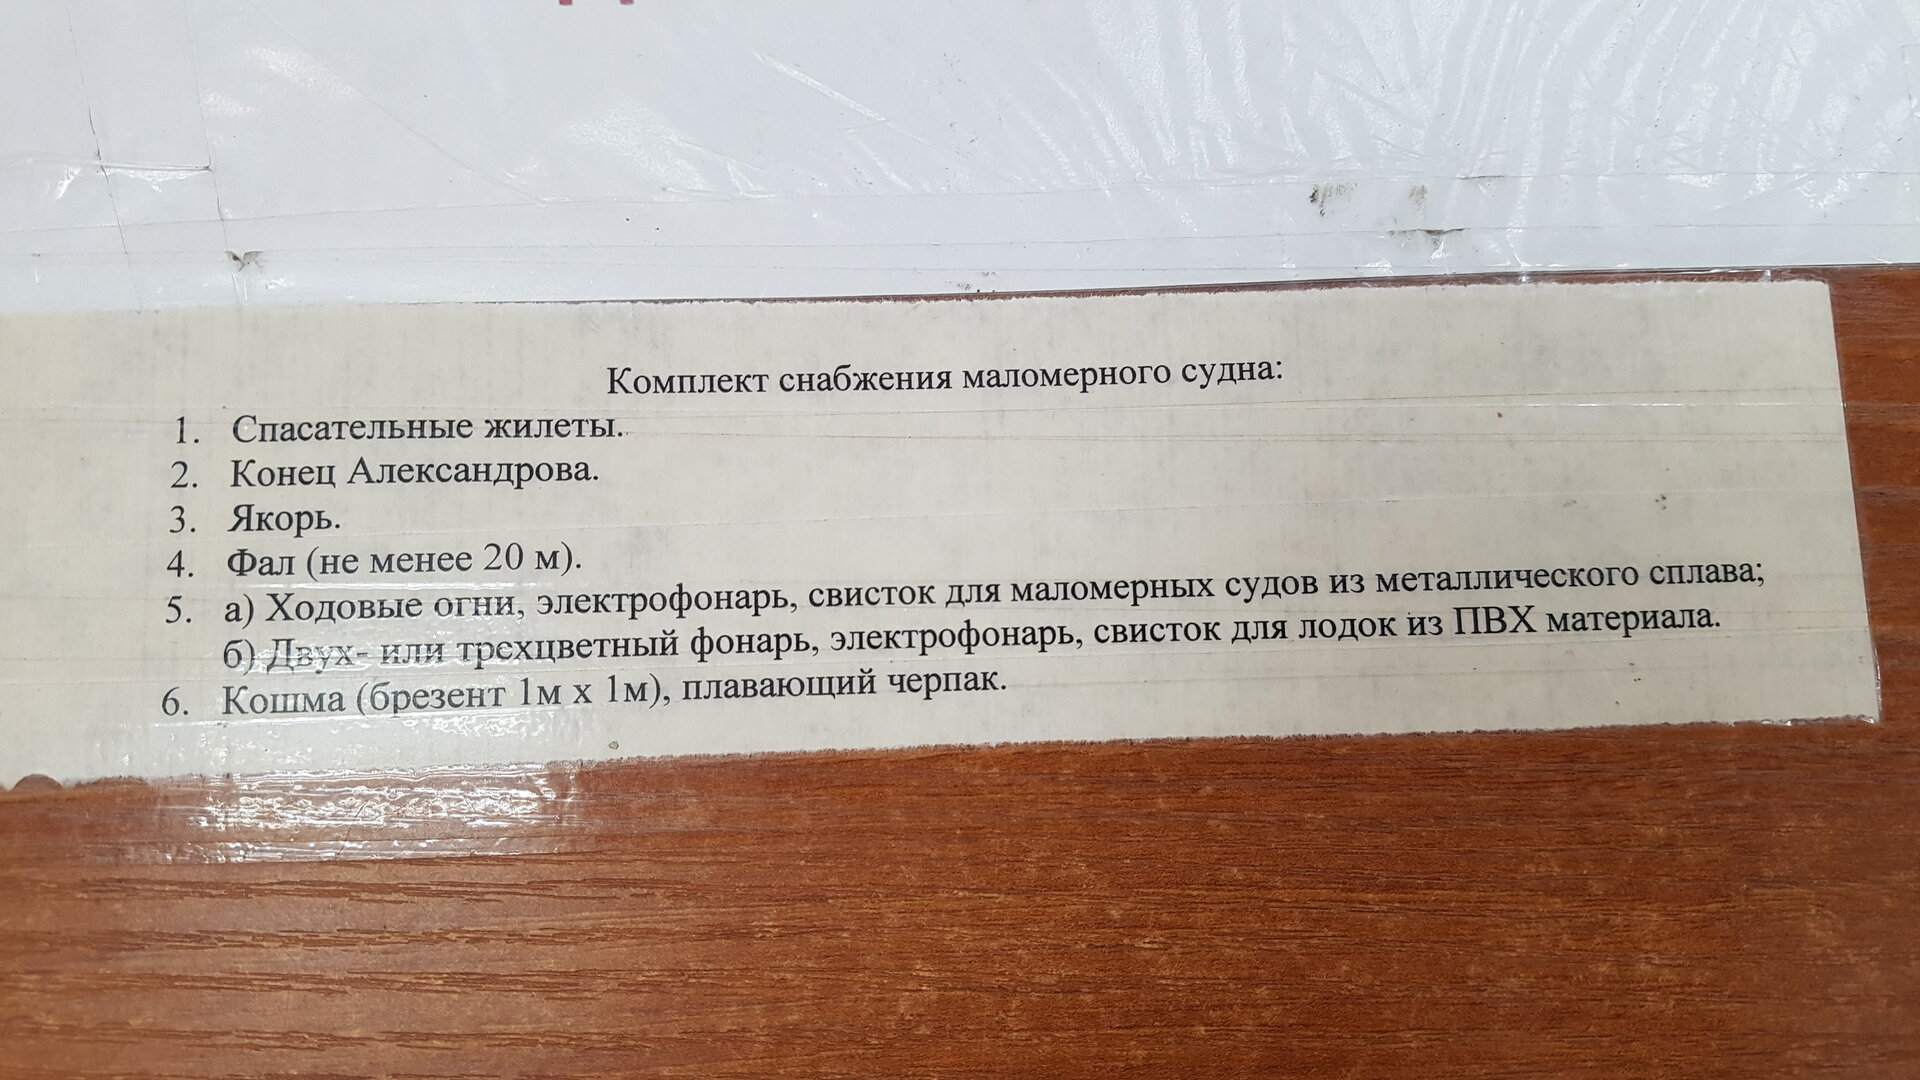 Комплект снабжения маломерного судна:
1. Спасательные жилеты.
2. Конец Александрова.
3. Якорь.
4. Фал (не менее 20 м).
5. а) Ходовые огни, электрофонарь, свисток для маломерных судов из металлического сплава;
б) Двух- или трехцветный фонарь, электрофонарь, свисток для лодок из ПВХ материала.
6. Кошма (брезент 1м х 1м), плавающий черпак.